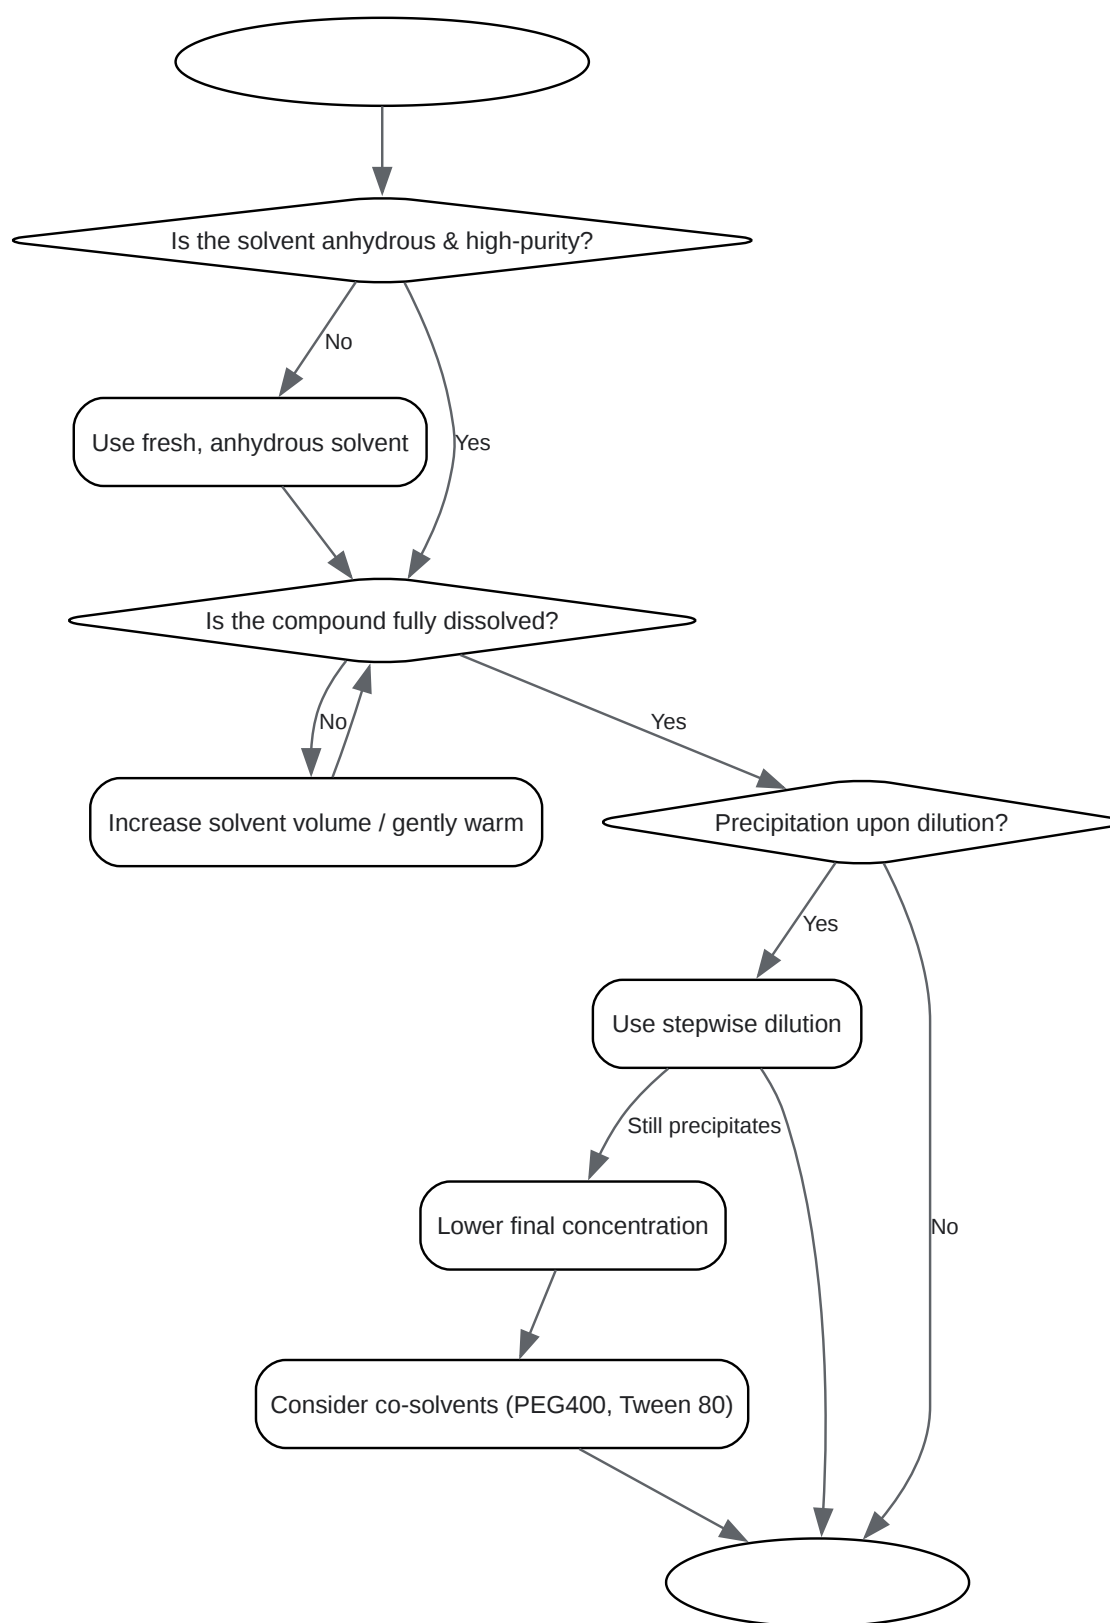 Is the solvent anhydrous & high-purity?
No
Use fresh, anhydrous solvent
Yes
Is the compound fully dissolved?
No
Yes
Increase solvent volume / gently warm
Precipitation upon dilution?
Yes
Use stepwise dilution
Still precipitates
Lower final concentration
No
Consider co-solvents (PEG400, Tween 80)